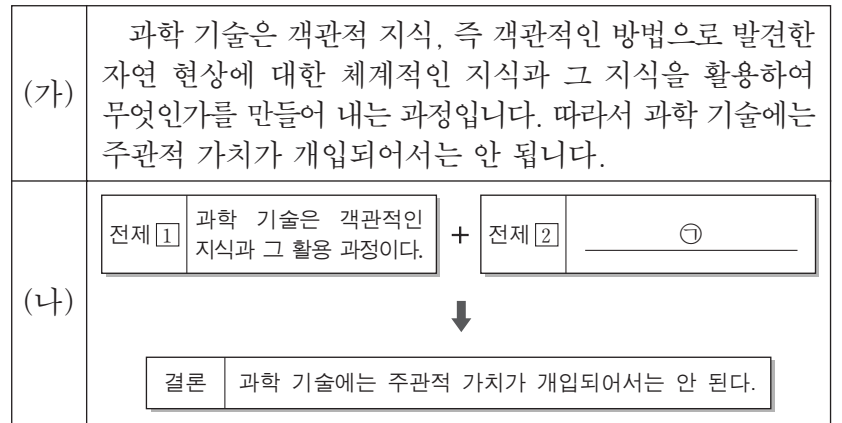 (가)
과학 기술은 객관적 지식, 즉 객관적인 방법으로 발견한
자연 현상에 대한 체계적인 지식과 그 지식을 활용하여
무엇인가를 만들어 내는 과정입니다. 따라서 과학 기술에는
주관적 가치가 개입되어서는 안 됩니다.
(나)
전제 1
과학 기술은 객관적인
지식과 그 활용 과정이다.
+
전제 2
㉠
결론
과학 기술에는 주관적 가치가 개입되어서는 안 된다.